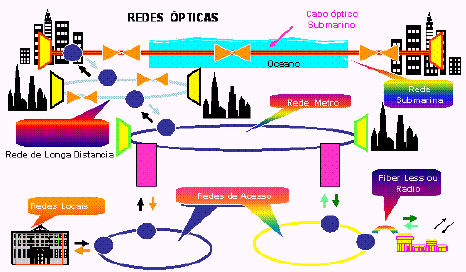 REDES ÓPTICAS
Cabo óptico
Submarino
Oceano
Rede
Submarina
Rede Metro
Rede de Longa Distancia
Fiber Less ou
Radio
Redes Locais
Redes de Acesso